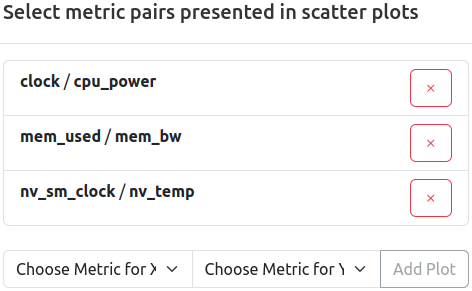 Select metric pairs presented in scatter plots
clock / cpu_power
×
mem_used / mem_bw
×
nv_sm_clock / nv_temp
×
Choose Metric for X Choose Metric for Y Add Plot